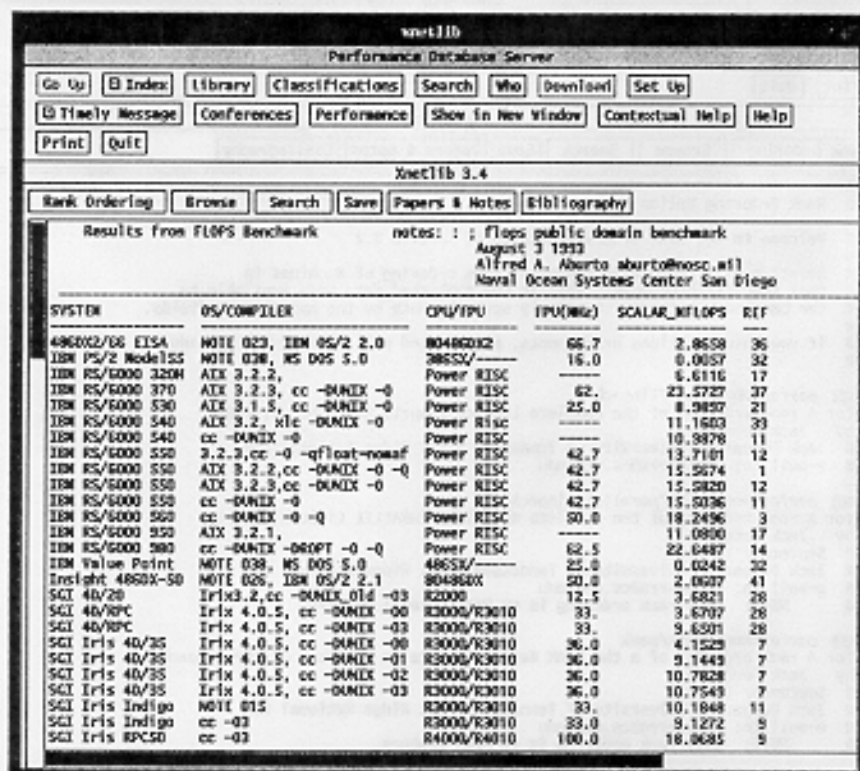 xnetlib
Performance Database Server
Go Up Index Library Classifications Search Who Download Set Up
Timely Message Conferences Performance Show in New Window Contextual Help Help
Print Quit
Xnetlib 3.4
Rank Ordering Browse Search Save Papers & Notes Bibliography
Results from FLOPS Benchmark notes: : ; flops public domain benchmark
August 3 1993
Alfred A. Aburto aburto@nosc.mil
Naval Ocean Systems Center San Diego
SYSTEM OS/COMPILER CPU/FPU FPU(MHz) SCALAR_MFLOPS REF
486DX2/66 EISA NOTE 023, IBM OS/2 2.0 80486DX2 66.7 2.8658 36
IBM PS/2 Model55 NOTE 038, MS DOS 5.0 386SX/----- 16.0 0.0057 32
IBM RS/6000 320H AIX 3.2.2, Power RISC ----- 6.6116 17
IBM RS/6000 370 AIX 3.2.3, cc -DUNIX -O Power RISC 62. 37
IBM RS/6000 530 AIX 3.1.5, cc -DUNIX -O Power RISC 25.0 8.9897 21
IBM RS/6000 540 AIX 3.2, xlc -DUNIX -O Power Risc ----- 11.1603 33
IBM RS/6000 540 cc -DUNIX -O Power RISC ----- 10.3878 11
IBM RS/6000 550 3.2.3,cc -O -qfloat=nomaf Power RISC 42.7 13.7101 12
IBM RS/6000 550 AIX 3.2.2,cc -DUNIX -O -Q Power RISC 42.7 1
IBM RS/6000 550 AIX 3.2.3,cc -DUNIX -O Power RISC 42.7 15.5820 12
IBM RS/6000 550 cc -DUNIX -O Power RISC 42.7 15.5036 11
IBM RS/6000 560 cc -DUNIX -O -Q Power RISC 50.0 18.2496 3
IBM RS/6000 950 AIX 3.2.1, Power RISC ----- 11.0800 17
IBM RS/6000 980 cc -DUNIX -DROPT -O -Q Power RISC 62.5 22.6487 14
IBM Value Point NOTE 038, MS DOS 5.0 486SX/----- 25.0 0.0242 32
Insight 486DX-50 NOTE 026, IBM OS/2 2.1 80486DX 50.0 2.0607 41
SGI 4D/20 Irix3.2,cc -DUNIX_Old -O3 R2000 12.5 28
SGI 4D/RPC Irix 4.0.5, cc -DUNIX -O0 R3000/R3010 33. 3.6707 28
SGI 4D/RPC Irix 4.0.5, cc -DUNIX -O3 R3000/R3010 33. 28
SGI Iris 4D/35 Irix 4.0.5, cc -DUNIX -O0 R3000/R3010 36.0 4.1529 7
SGI Iris 4D/35 Irix 4.0.5, cc -DUNIX -O1 R3000/R3010 36.0 9.1449 7
SGI Iris 4D/35 Irix 4.0.5, cc -DUNIX -O2 R3000/R3010 36.0 10.7828 7
SGI Iris 4D/35 Irix 4.0.5, cc -DUNIX -O3 R3000/R3010 36.0 10.7549 7
SGI Iris Indigo NOTE 015 R3000/R3010 33.0 10.1848 11
SGI Iris Indigo cc -O3 R3000/R3010 33.0 9.1272 9
SGI Iris RPC50 cc -O3 R4000/R4010 100.0 18.0685 9